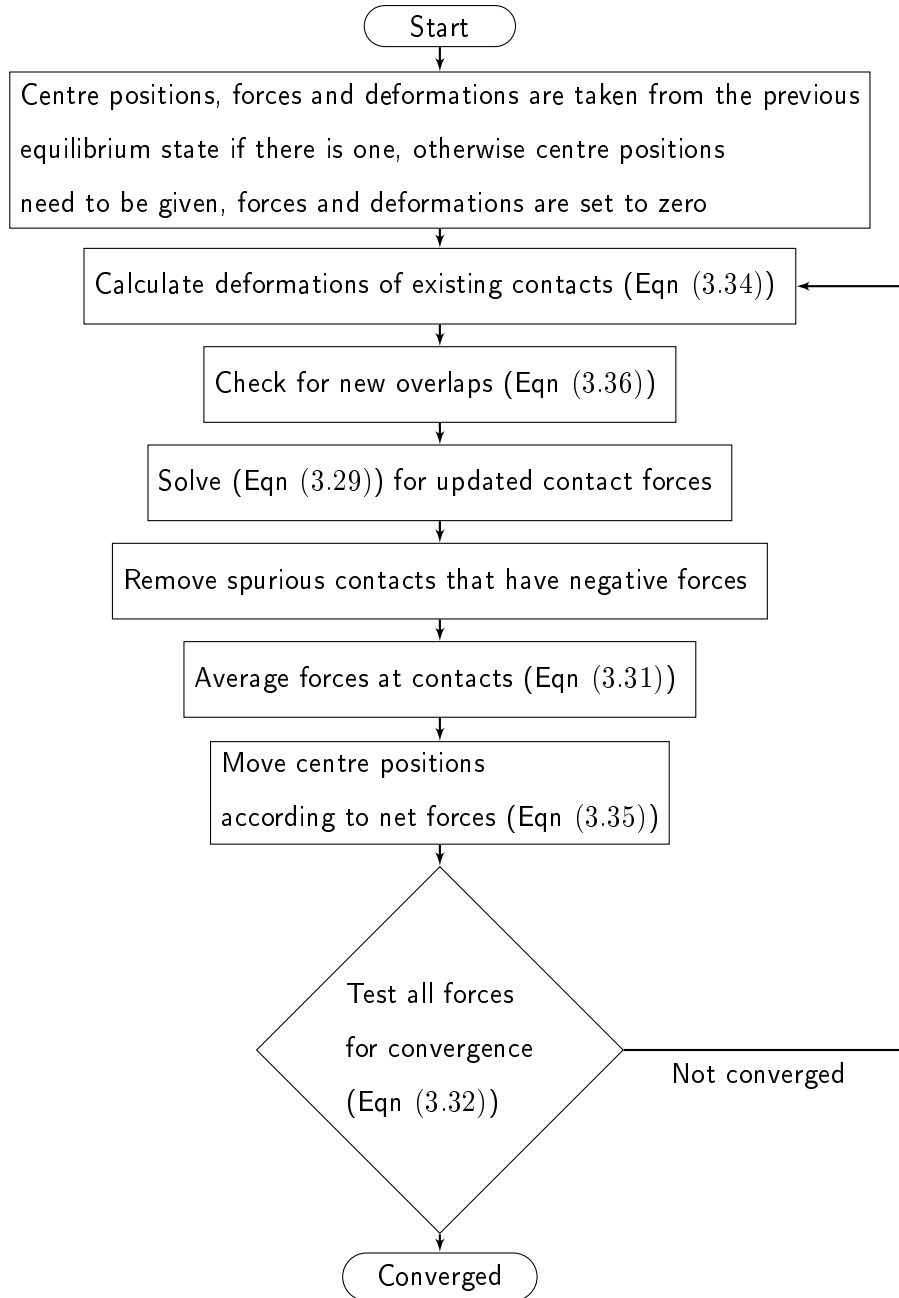 Start
Centre positions, forces and deformations are taken from the previous
equilibrium state if there is one, otherwise centre positions
need to be given, forces and deformations are set to zero
Calculate deformations of existing contacts (Eqn (3.34))
Check for new overlaps (Eqn (3.36))
Solve (Eqn (3.29)) for updated contact forces
Remove spurious contacts that have negative forces
Average forces at contacts (Eqn (3.31))
Move centre positions
according to net forces (Eqn (3.35))
Test all forces
for convergence
(Eqn (3.32))
Not converged
Converged